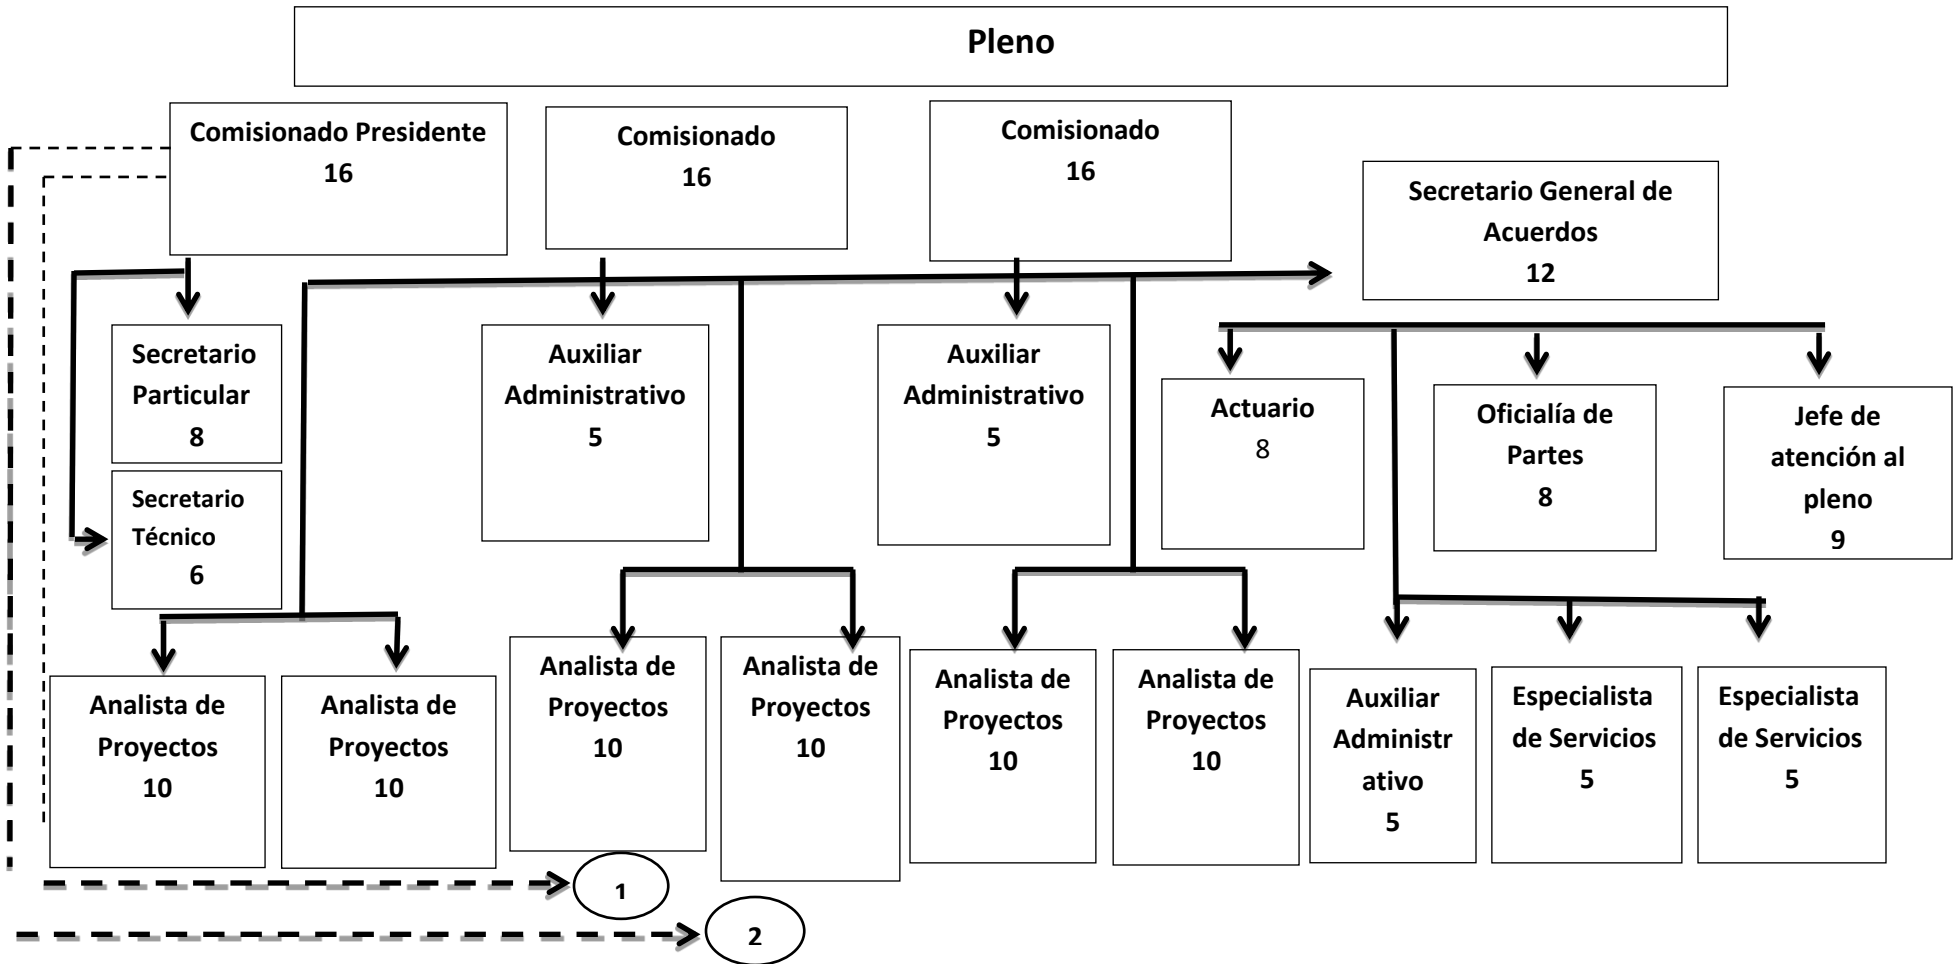 Pleno
Comisionado Presidente
16
Comisionado
16
Comisionado
16
Secretario General de
Acuerdos
12
Secretario
Particular
8
Auxiliar
Administrativo
5
Auxiliar
Administrativo
5
Actuario
8
Oficialía de
Partes
8
Jefe de
atención al
pleno
9
Secretario
Técnico
6
Analista de
Proyectos
10
Analista de
Proyectos
10
Analista de
Proyectos
10
Analista de
Proyectos
10
Analista de
Proyectos
10
Analista de
Proyectos
10
Auxiliar
Administr
ativo
5
Especialista
de Servicios
5
Especialista
de Servicios
5
1
2